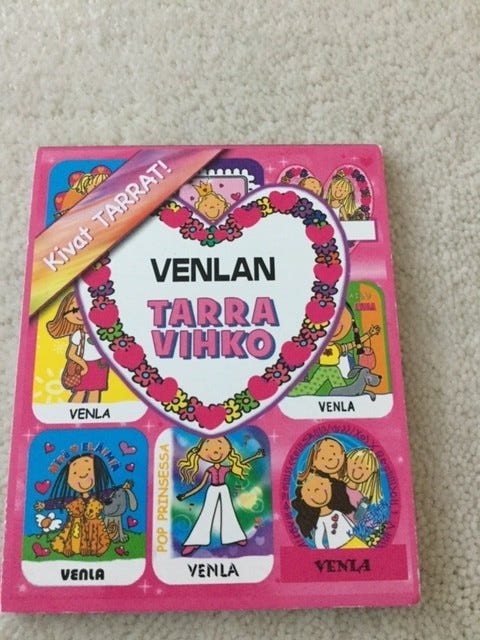 Kivat TARRAT!
VENLAN
TARRA
VIHKO
VENLA
VENLA
POP PRINSESSA
VENLA
VENLA
VENLA